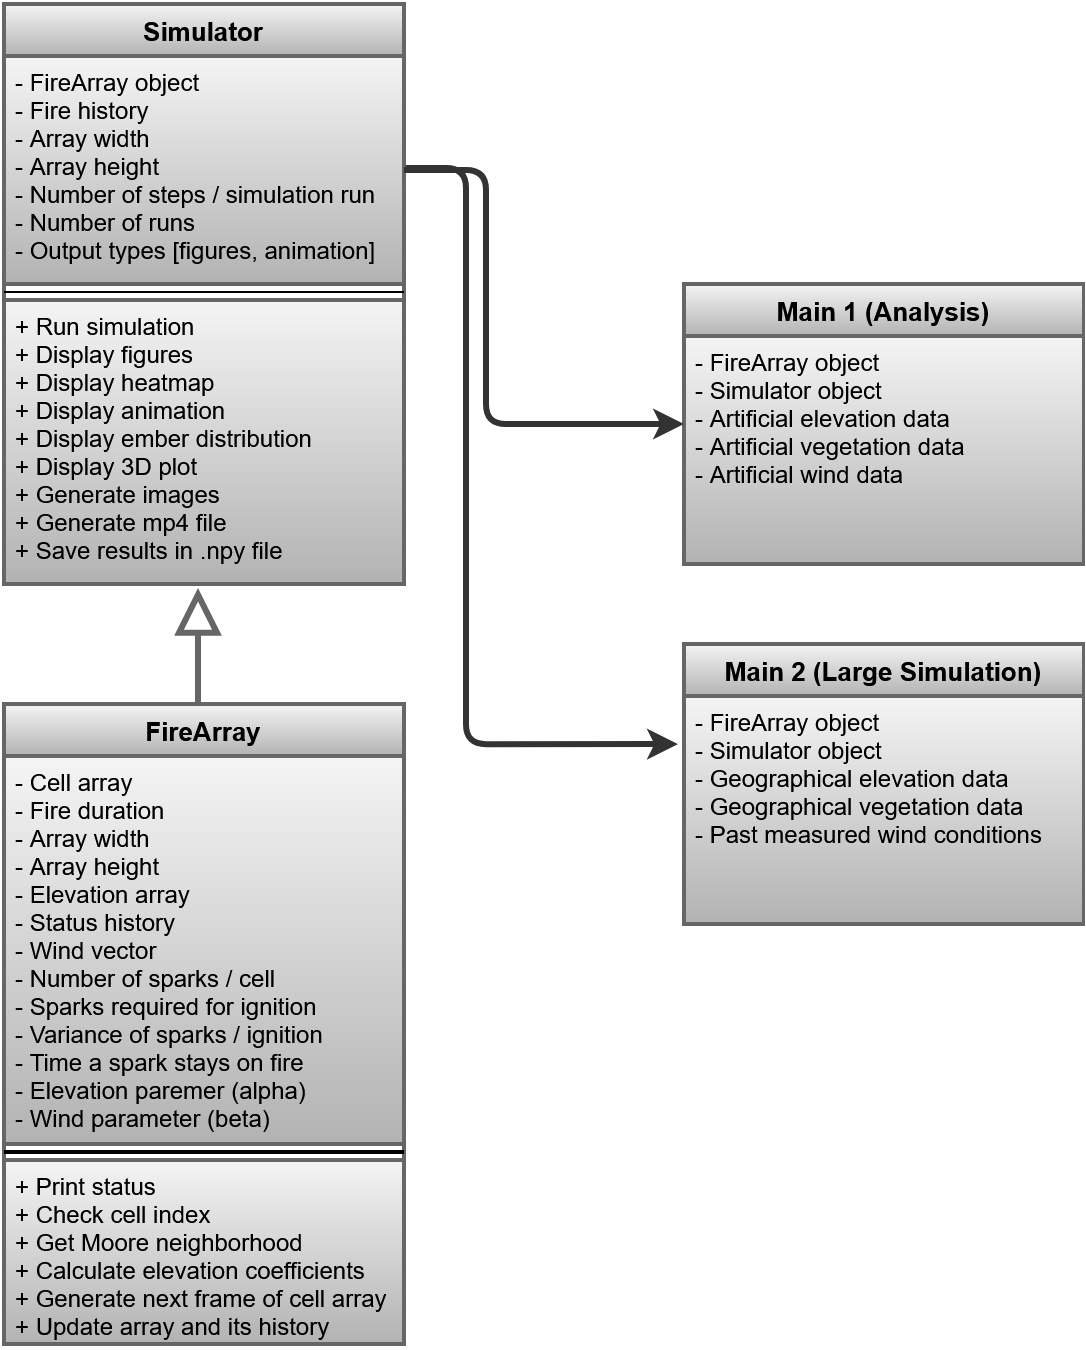 Simulator
- FireArray object
- Fire history
- Array width
- Array height
- Number of steps / simulation run
- Number of runs
- Output types [figures, animation]
+ Run simulation
+ Display figures
+ Display heatmap
+ Display animation
+ Display ember distribution
+ Display 3D plot
+ Generate images
+ Generate mp4 file
+ Save results in .npy file
FireArray
- Cell array
- Fire duration
- Array width
- Array height
- Elevation array
- Status history
- Wind vector
- Number of sparks / cell
- Sparks required for ignition
- Variance of sparks / ignition
- Time a spark stays on fire
- Elevation paremer (alpha)
- Wind parameter (beta)
+ Print status
+ Check cell index
+ Get Moore neighborhood
+ Calculate elevation coefficients
+ Generate next frame of cell array
+ Update array and its history
Main 1 (Analysis)
- FireArray object
- Simulator object
- Artificial elevation data
- Artificial vegetation data
- Artificial wind data
Main 2 (Large Simulation)
- FireArray object
- Simulator object
- Geographical elevation data
- Geographical vegetation data
- Past measured wind conditions